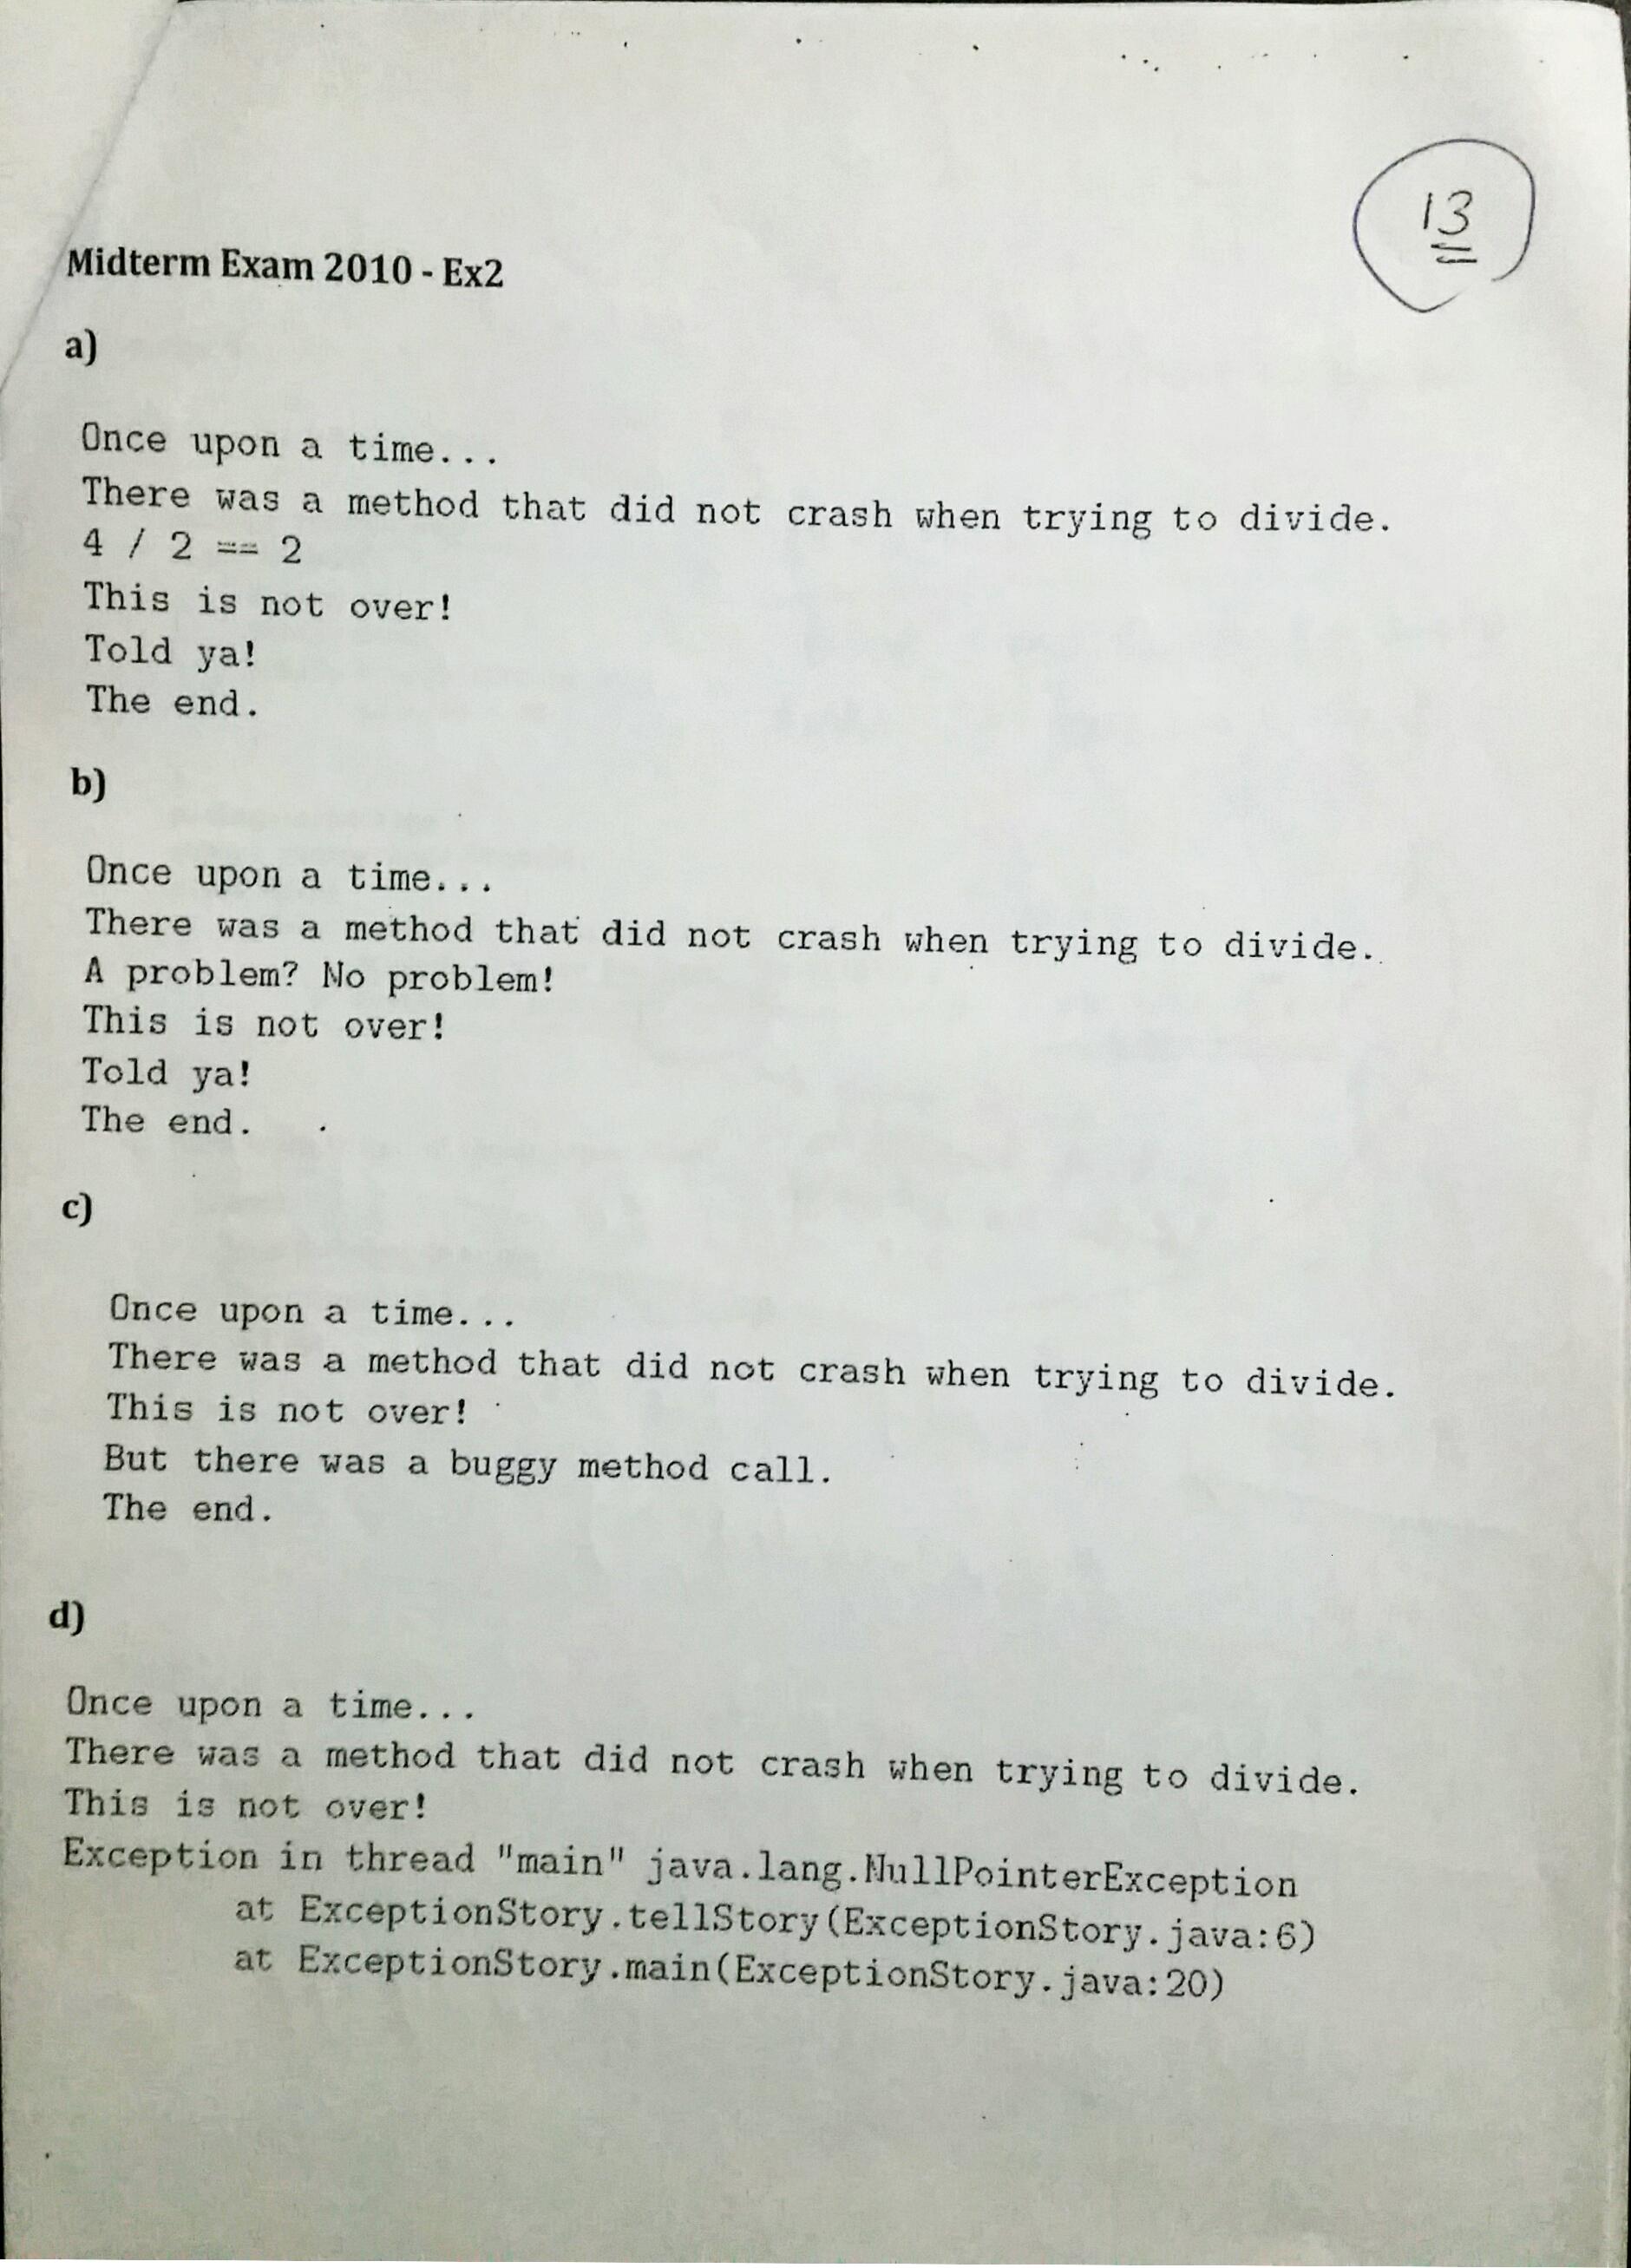 13
Midterm Exam 2010 - Ex2
a)
Once upon a time...
There was a method that did not crash when trying to divide.
4 / 2 == 2
This is not over!
Told ya!
The end.
b)
Once upon a time...
There was a method that did not crash when trying to divide.
A problem? No problem!
This is not over!
Told ya!
The end.
c)
Once upon a time...
There was a method that did not crash when trying to divide.
This is not over!
But there was a buggy method call.
The end.
d)
Once upon a time...
There was a method that did not crash when trying to divide.
This is not over!
Exception in thread "main" java.lang.NullPointerException
at ExceptionStory.tellStory(ExceptionStory.java:6)
at ExceptionStory.main(ExceptionStory.java:20)